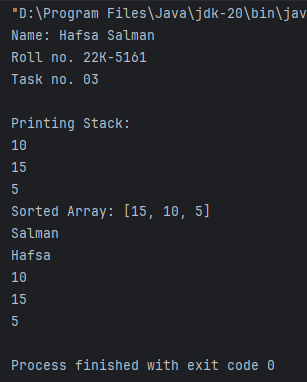 "D:\Program Files\Java\jdk-20\bin\jav
Name: Hafsa Salman
Roll no. 22K-5161
Task no. 03
Printing Stack:
10
15
5
Sorted Array: [15, 10, 5]
Salman
Hafsa
10
15
5
Process finished with exit code 0